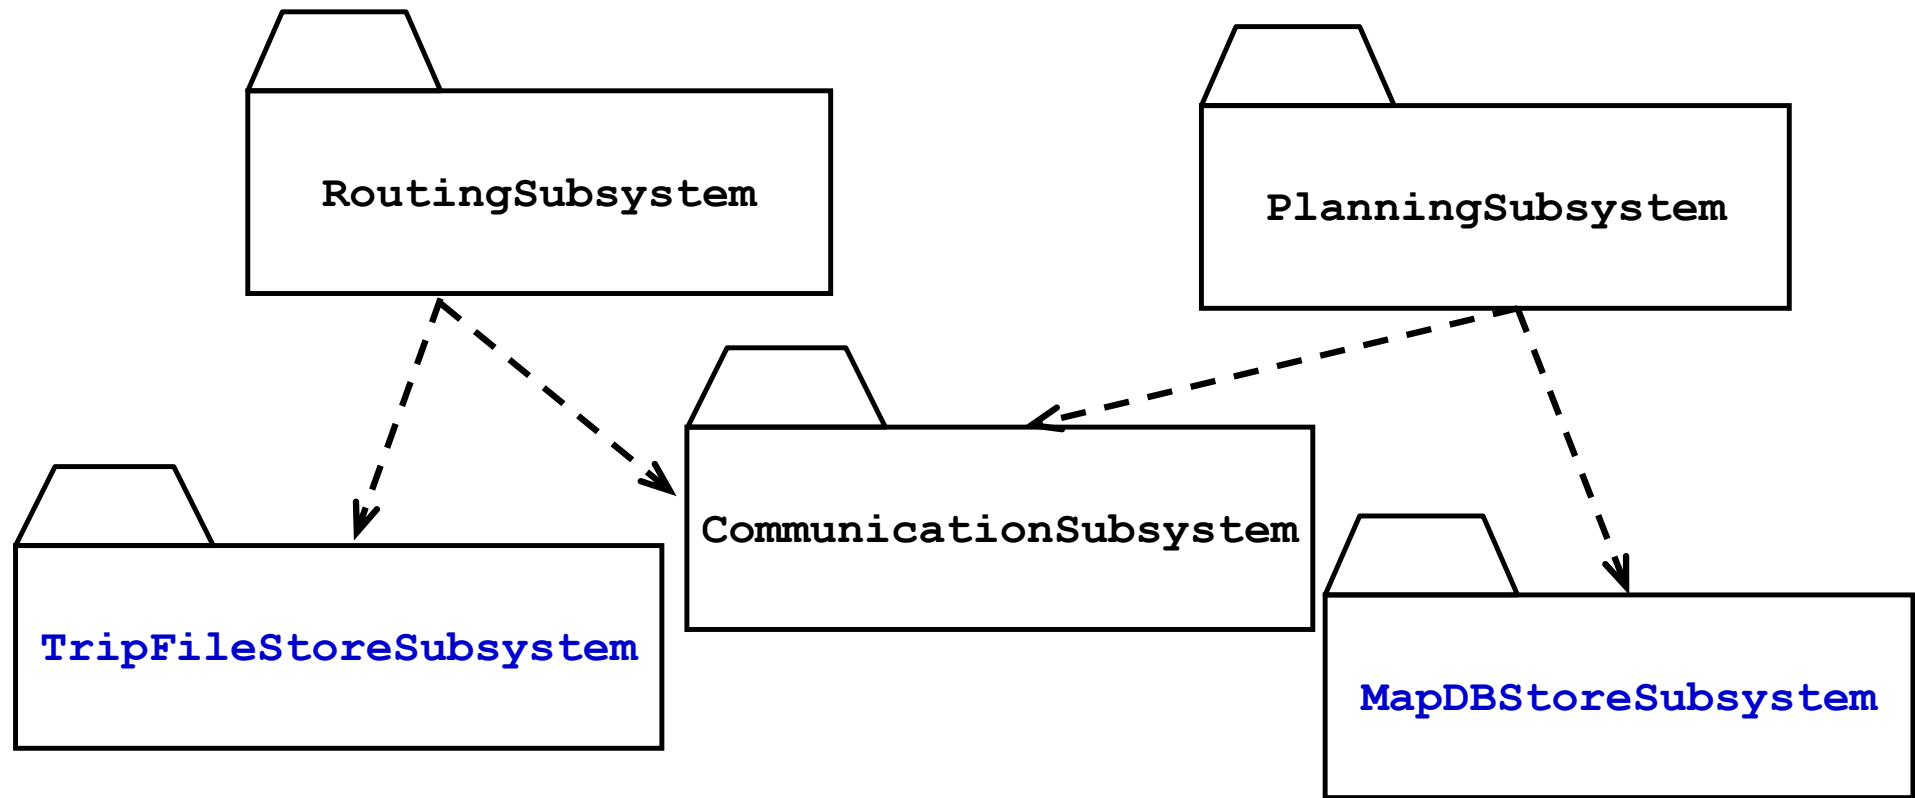 RoutingSubsystem
PlanningSubsystem
CommunicationSubsystem
TripFileStoreSubsystem
MapDBStoreSubsystem